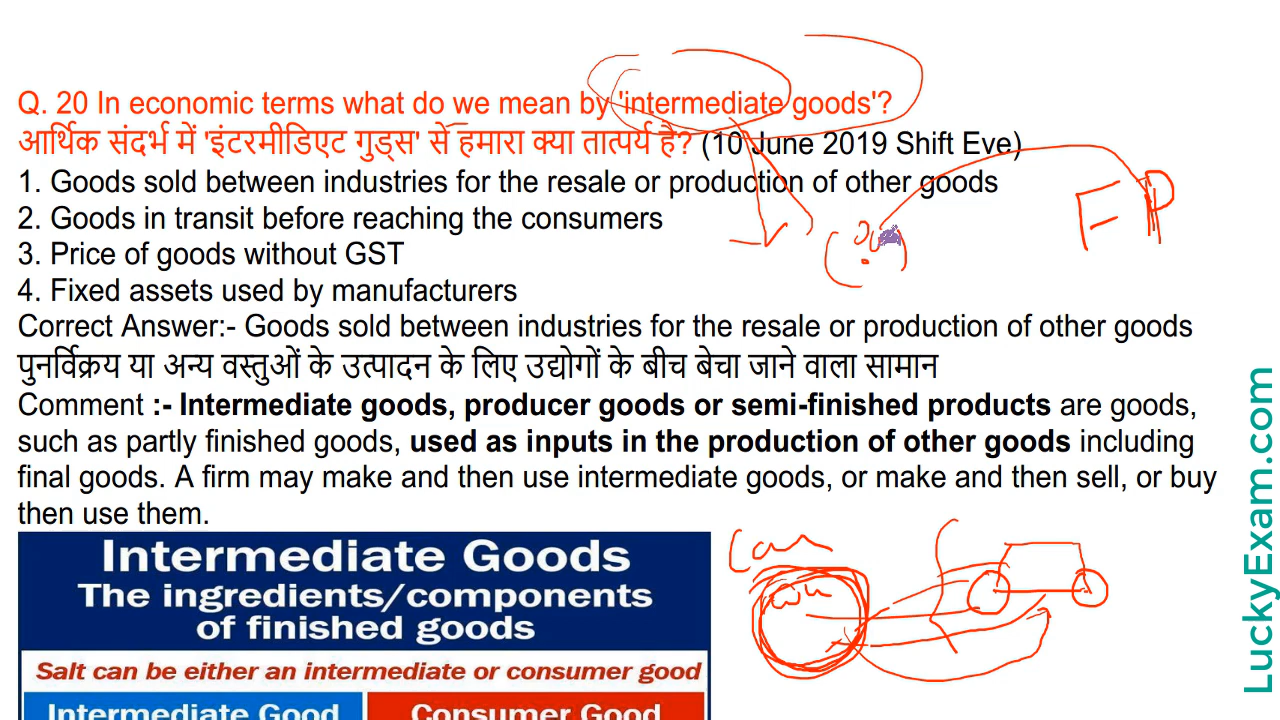 Q. 20 In economic terms what do we mean by 'intermediate goods'?
आर्थिक संदर्भ में 'इंटरमीडिएट गुड्स' से हमारा क्या तात्पर्य है? (10 June 2019 Shift Eve)
1. Goods sold between industries for the resale or production of other goods
2. Goods in transit before reaching the consumers
3. Price of goods without GST
4. Fixed assets used by manufacturers
FP
Correct Answer:- Goods sold between industries for the resale or production of other goods
पुनर्विक्रय या अन्य वस्तुओं के उत्पादन के लिए उद्योगों के बीच बेचा जाने वाला सामान
Comment :- Intermediate goods, producer goods or semi-finished products are goods,
such as partly finished goods, used as inputs in the production of other goods including
final goods. A firm may make and then use intermediate goods, or make and then sell, or buy
then use them.
Intermediate Goods
The ingredients/components
of finished goods
Salt can be either an intermediate or consumer good
Intermediate Good
Consumer Good
Car
LuckyExam.com